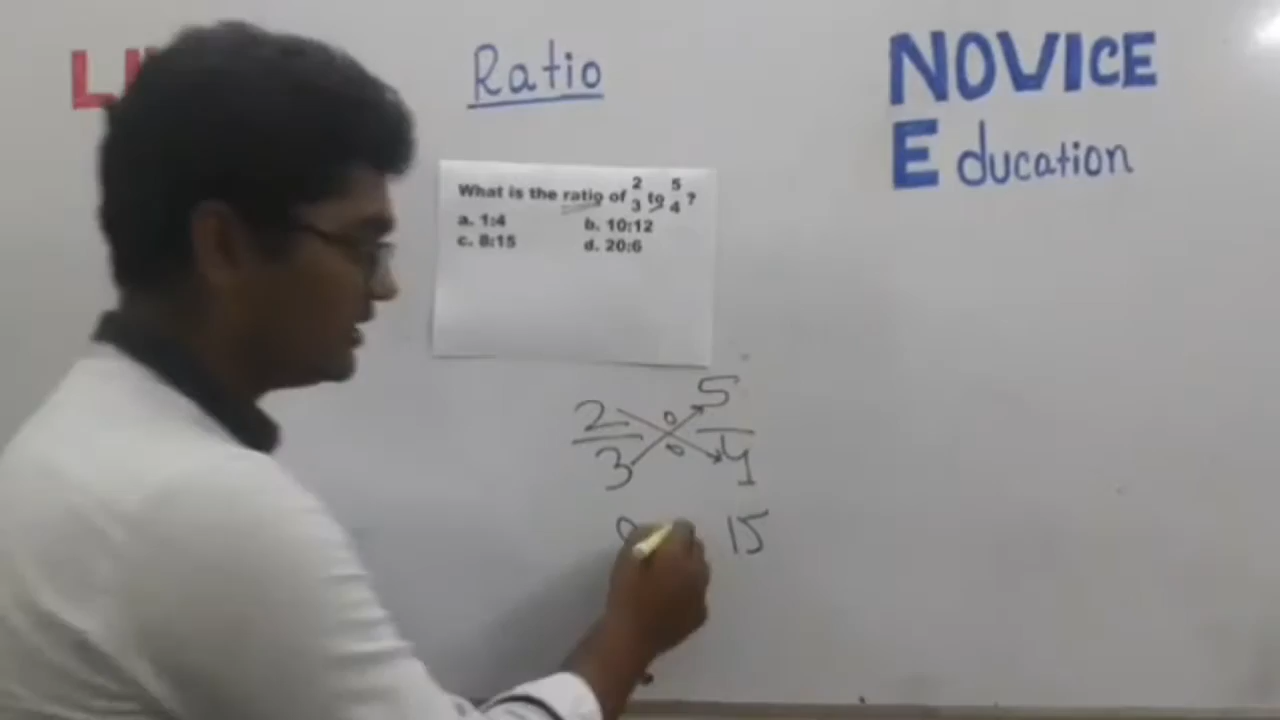 Ratio
NOVICE
Education
What is the ratio of 2/3 to 5/4 ?
a. 1:4 b. 10:12
c. 8:15 d. 20:6
2 5
3 4
15